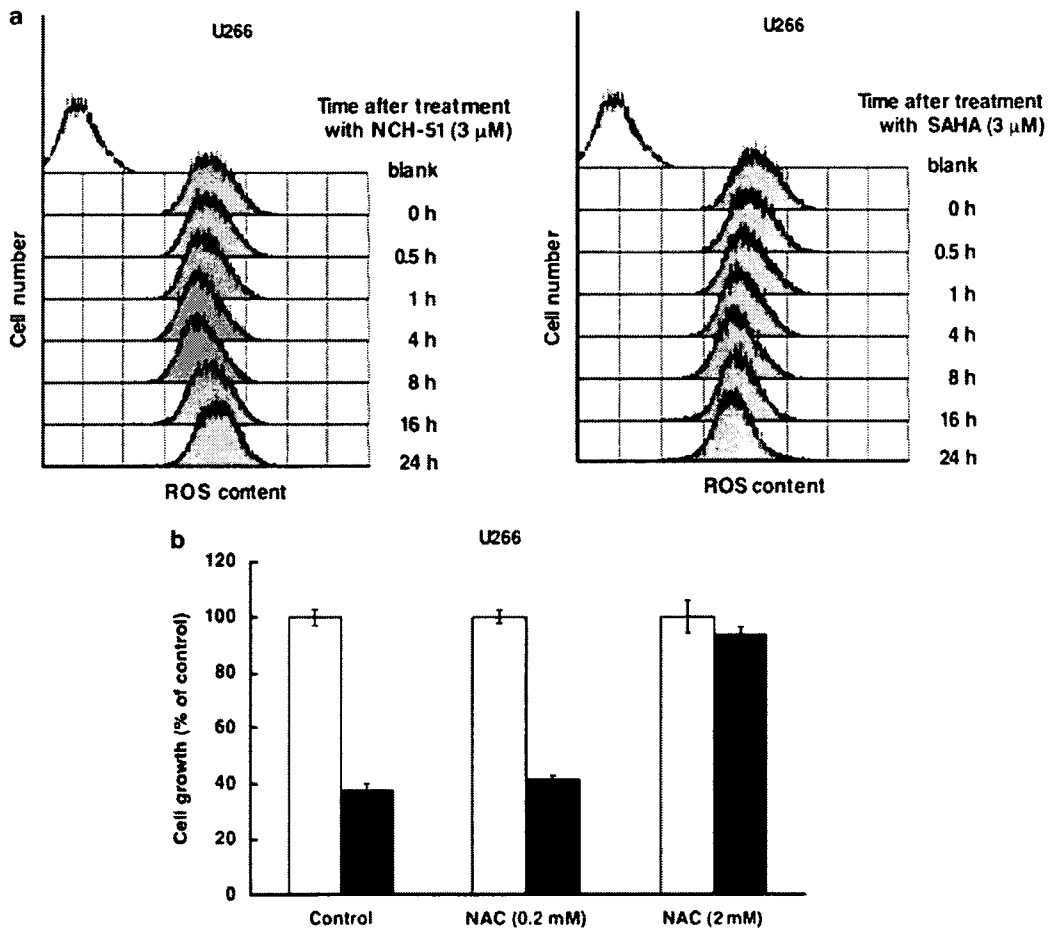 a
U266
Time after treatment
with NCH-51 (3 µM)
blank
0 h
0.5 h
1 h
4 h
8 h
16 h
24 h
Cell number
ROS content
U266
Time after treatment
with SAHA (3 µM)
blank
0 h
0.5 h
1 h
4 h
8 h
16 h
24 h
Cell number
ROS content
b
U266
Cell growth (% of control)
120
100
80
60
40
20
0
Control
NAC (0.2 mM)
NAC (2 mM)